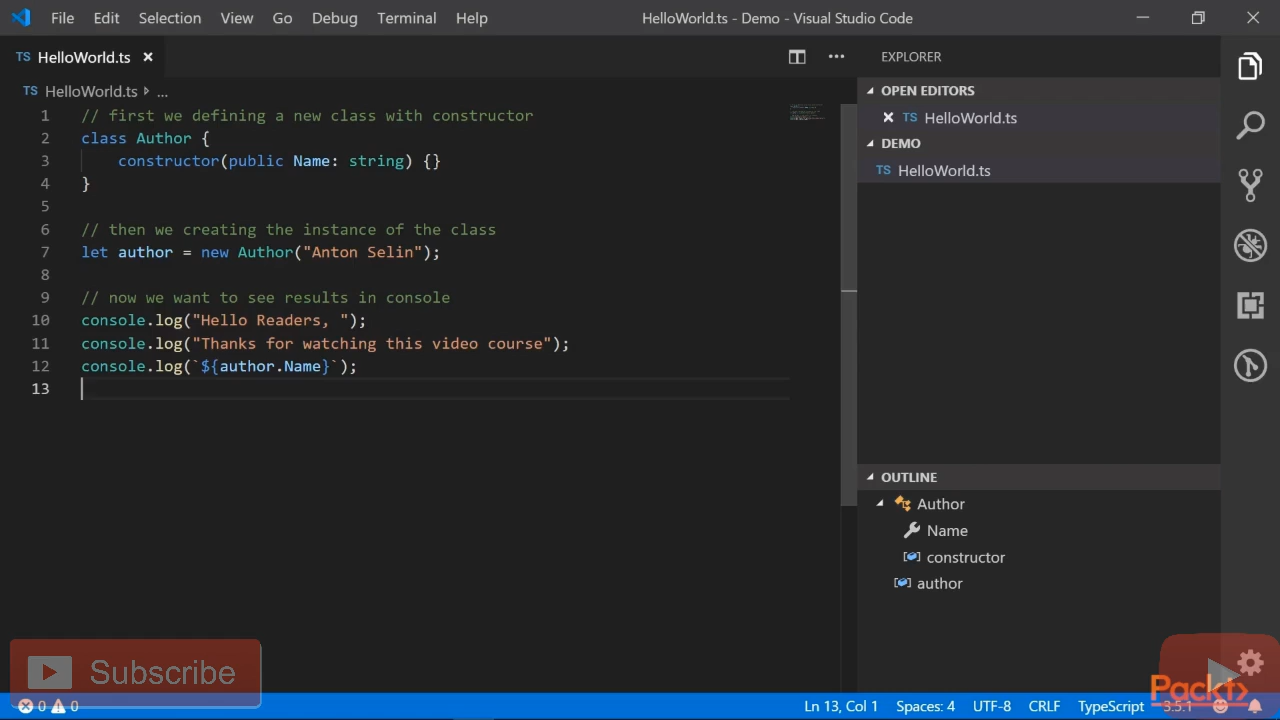 File Edit Selection View Go Debug Terminal Help
HelloWorld.ts - Demo - Visual Studio Code
TS HelloWorld.ts
TS HelloWorld.ts ...
1 // first we defining a new class with constructor
2 class Author {
3 constructor(public Name: string) {}
4 }
5
6 // then we creating the instance of the class
7 let author = new Author("Anton Selin");
8
9 // now we want to see results in console
10 console.log("Hello Readers, ");
11 console.log("Thanks for watching this video course");
12 console.log(`${author.Name}`);
13
EXPLORER
OPEN EDITORS
TS HelloWorld.ts
DEMO
TS HelloWorld.ts
OUTLINE
Author
Name
constructor
author
Subscribe
Packt>
0 0
Ln 13, Col 1 Spaces: 4 UTF-8 CRLF TypeScript 3.5.1